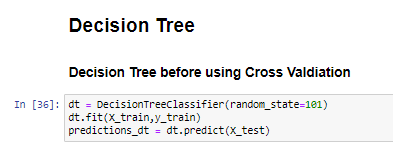 Decision Tree
Decision Tree before using Cross Valdiation
In [36]: dt = DecisionTreeClassifier(random_state=101)
dt.fit(X_train,y_train)
predictions_dt = dt.predict(X_test)